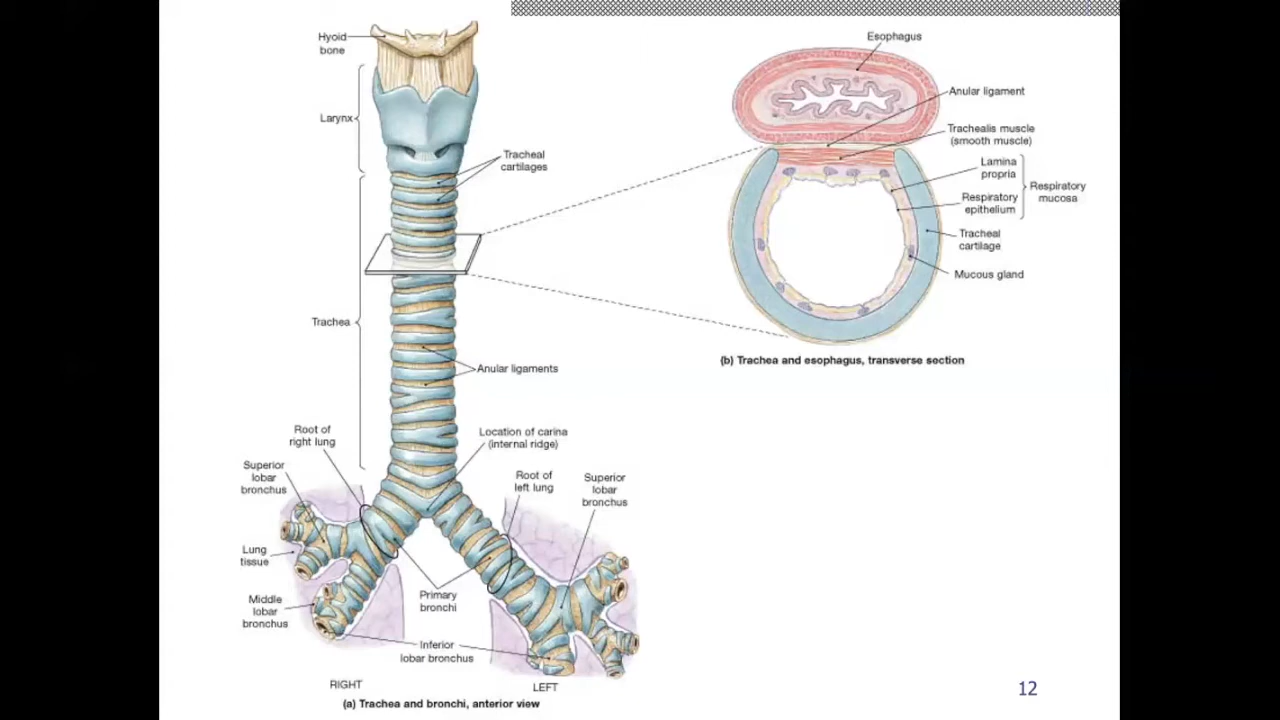 Hyoid
bone
Larynx
Tracheal
cartilages
Trachea
Anular ligaments
Root of
right lung
Location of carina
(internal ridge)
Superior
lobar
bronchus
Root of
left lung
Superior
lobar
bronchus
Lung
tissue
Middle
lobar
bronchus
Primary
bronchi
Inferior
lobar bronchus
RIGHT
LEFT
(a) Trachea and bronchi, anterior view
Esophagus
Anular ligament
Trachealis muscle
(smooth muscle)
Lamina
propria
Respiratory
epithelium
Respiratory
mucosa
Tracheal
cartilage
Mucous gland
(b) Trachea and esophagus, transverse section
12